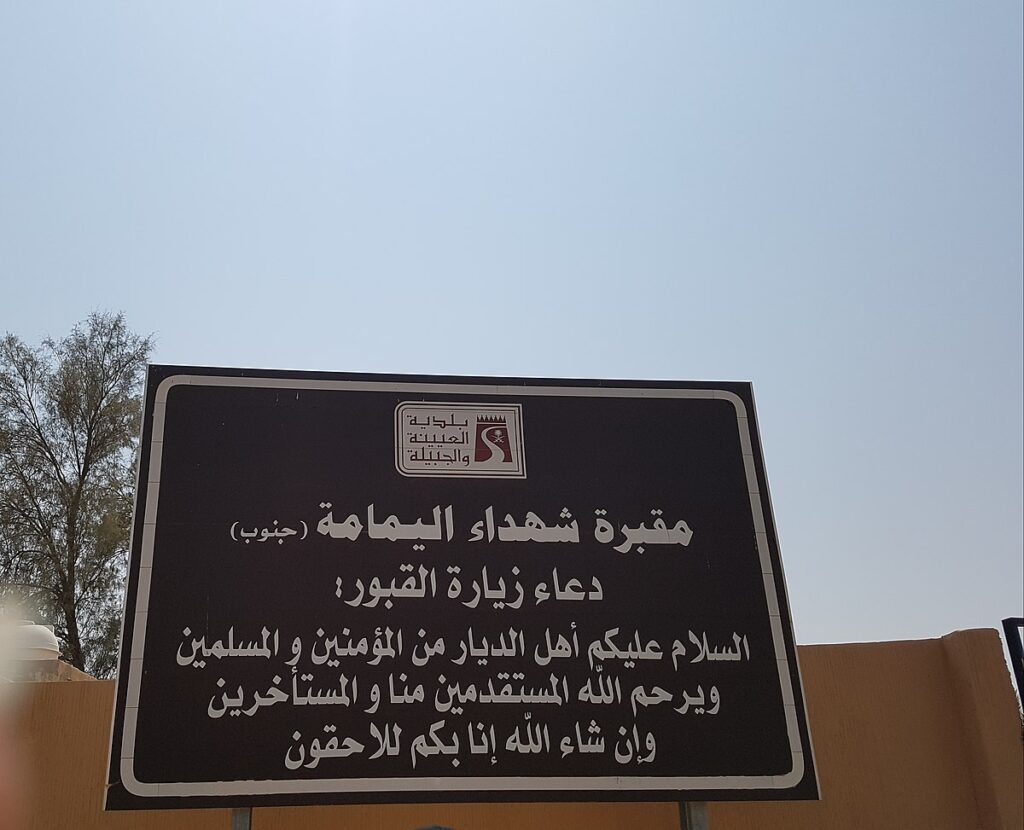 بلدية
العيينة
والجبيلة
مقبرة شهداء اليمامة (جنوب)
دعاء زيارة القبور:
السلام عليكم أهل الديار من المؤمنين و المسلمين
ويرحم الله المستقدمين منا و المستأخرين
وإن شاء الله إنا بكم للاحقون